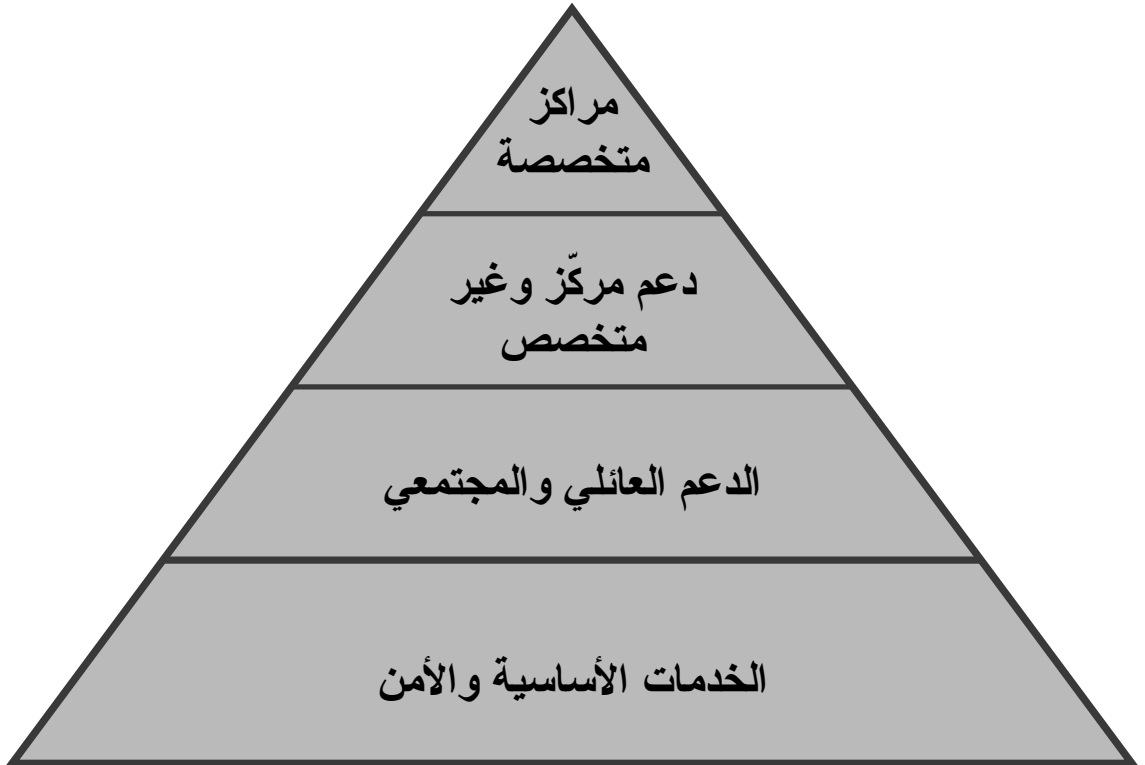 مراكز
متخصصة
دعم مركّز وغير
متخصص
الدعم العائلي والمجتمعي
الخدمات الأساسية والأمن